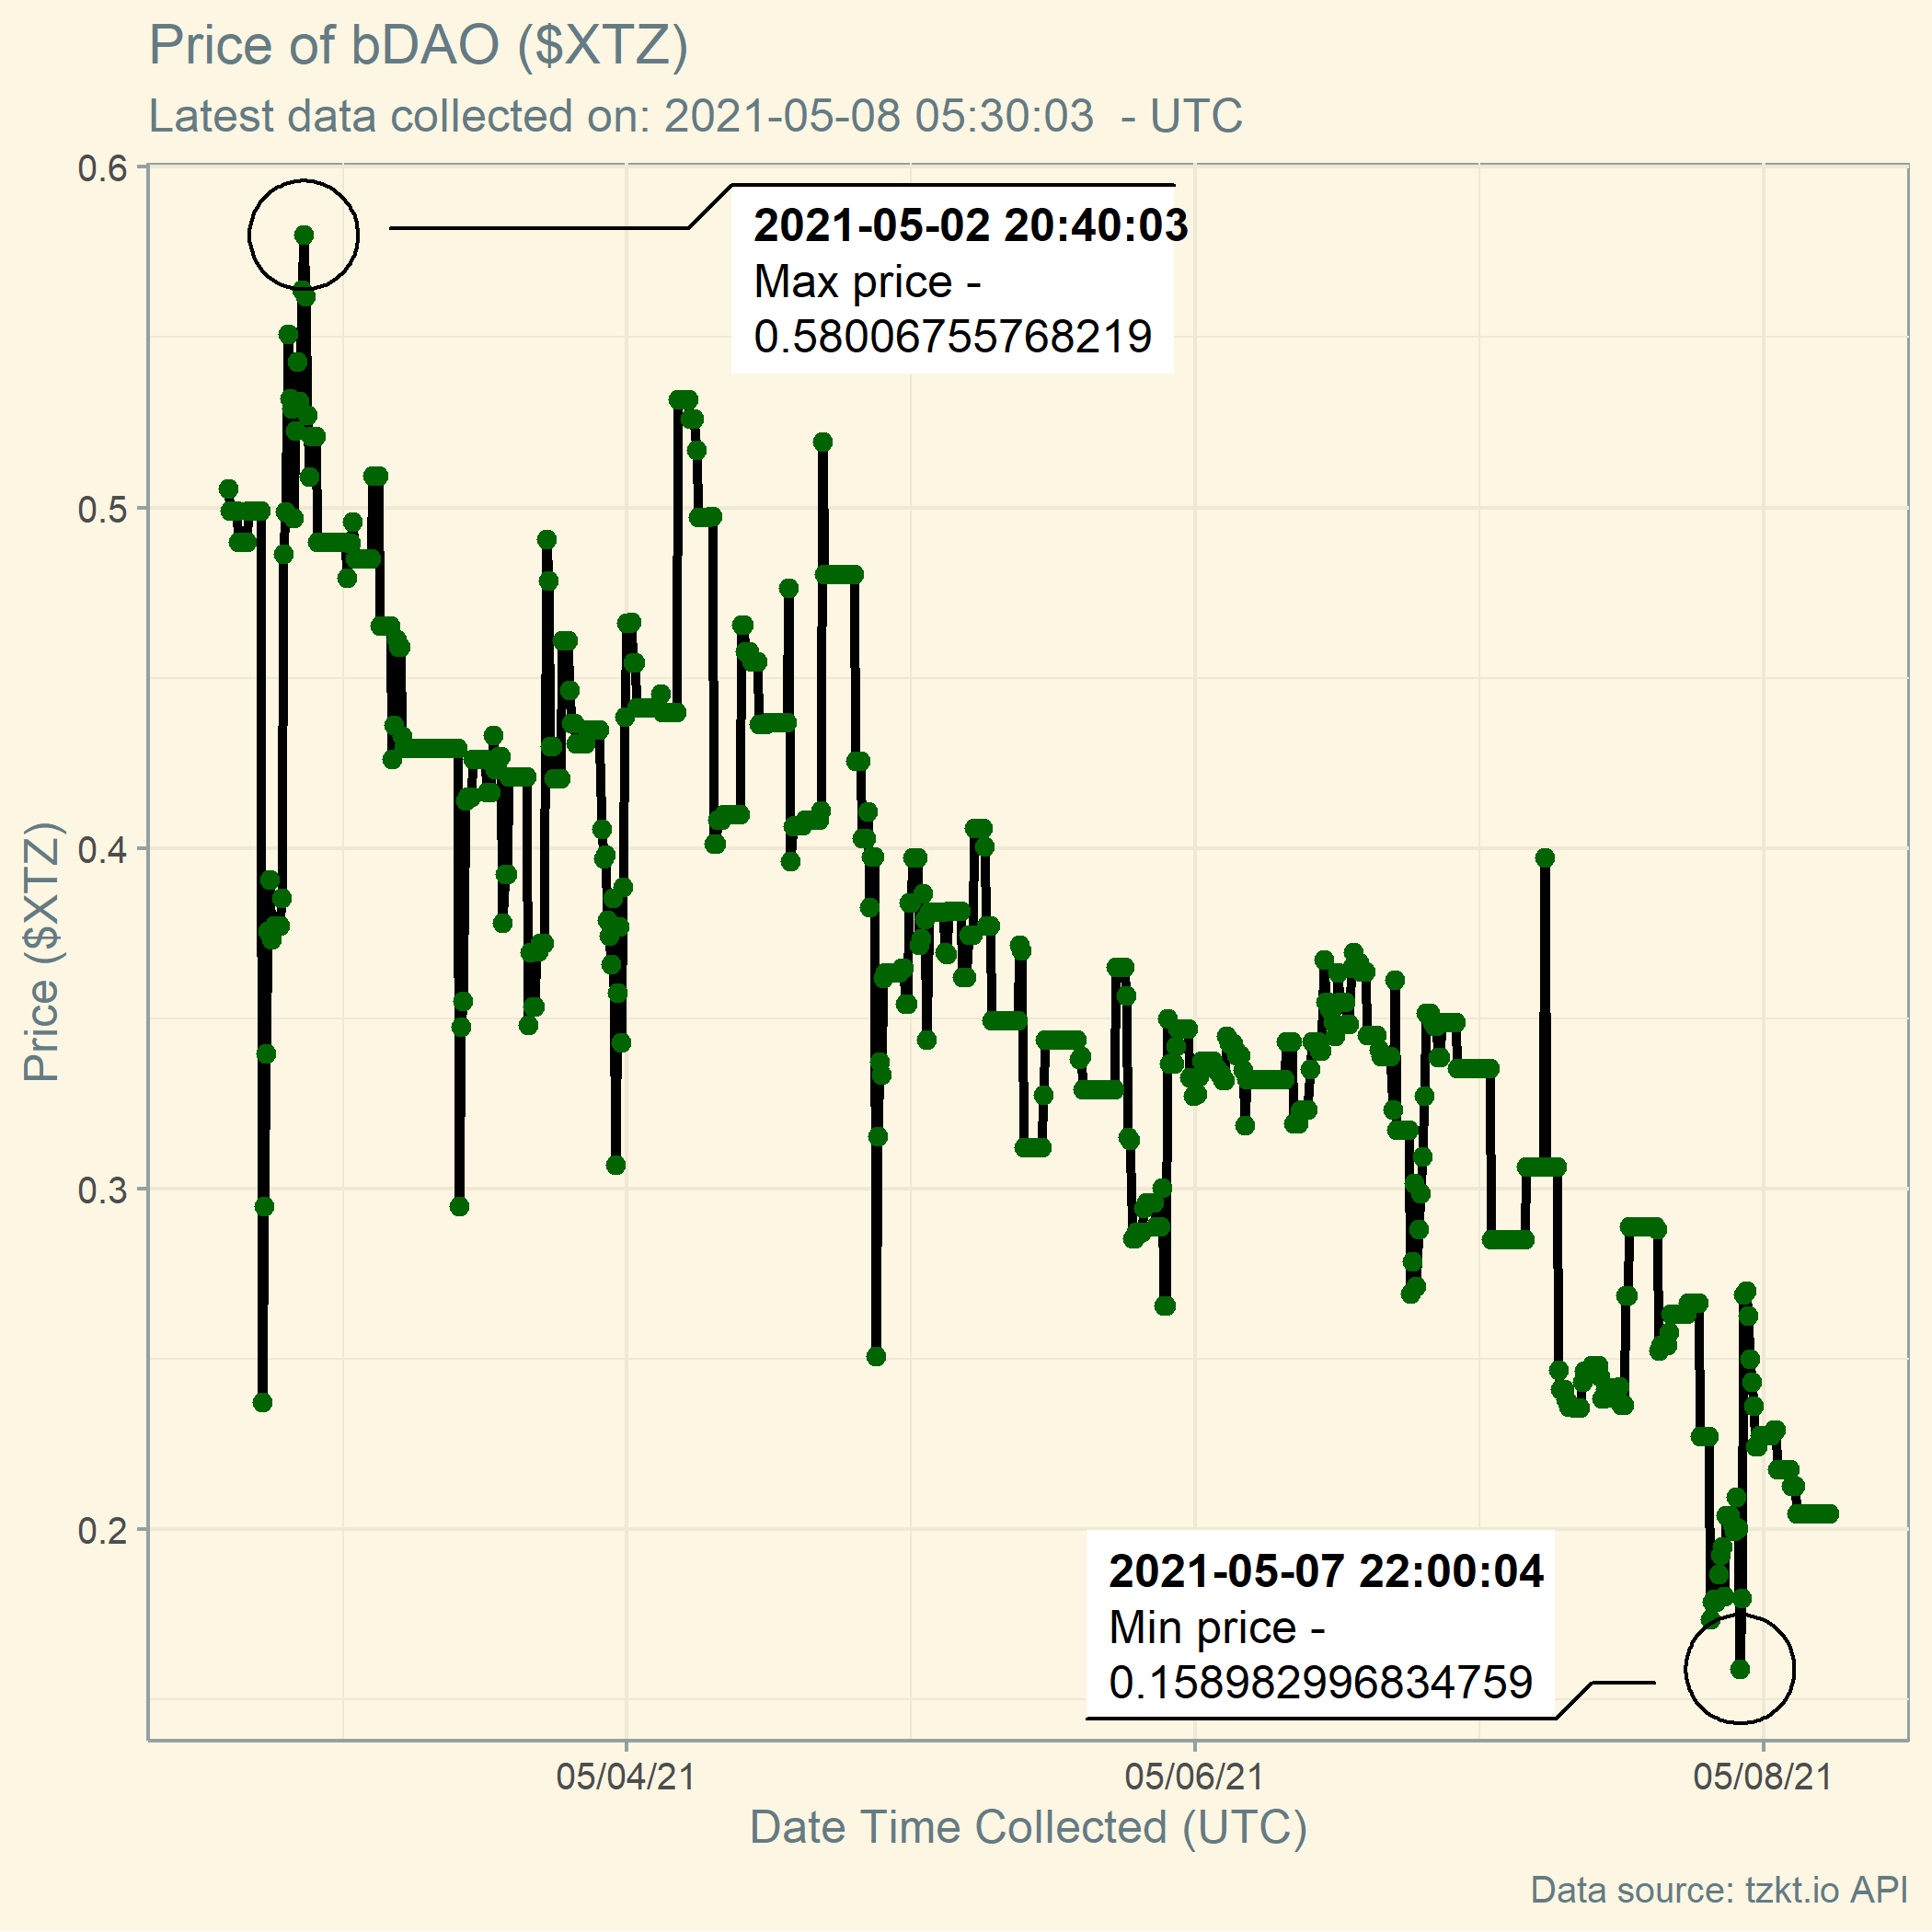 Price of bDAO ($XTZ)
Latest data collected on: 2021-05-08 05:30:03  - UTC
0.6
0.5
0.4
0.3
0.2
Price ($XTZ)
2021-05-02 20:40:03
Max price -
0.58006755768219
2021-05-07 22:00:04
Min price -
0.158982996834759
05/04/21
05/06/21
05/08/21
Date Time Collected (UTC)
Data source: tzkt.io API